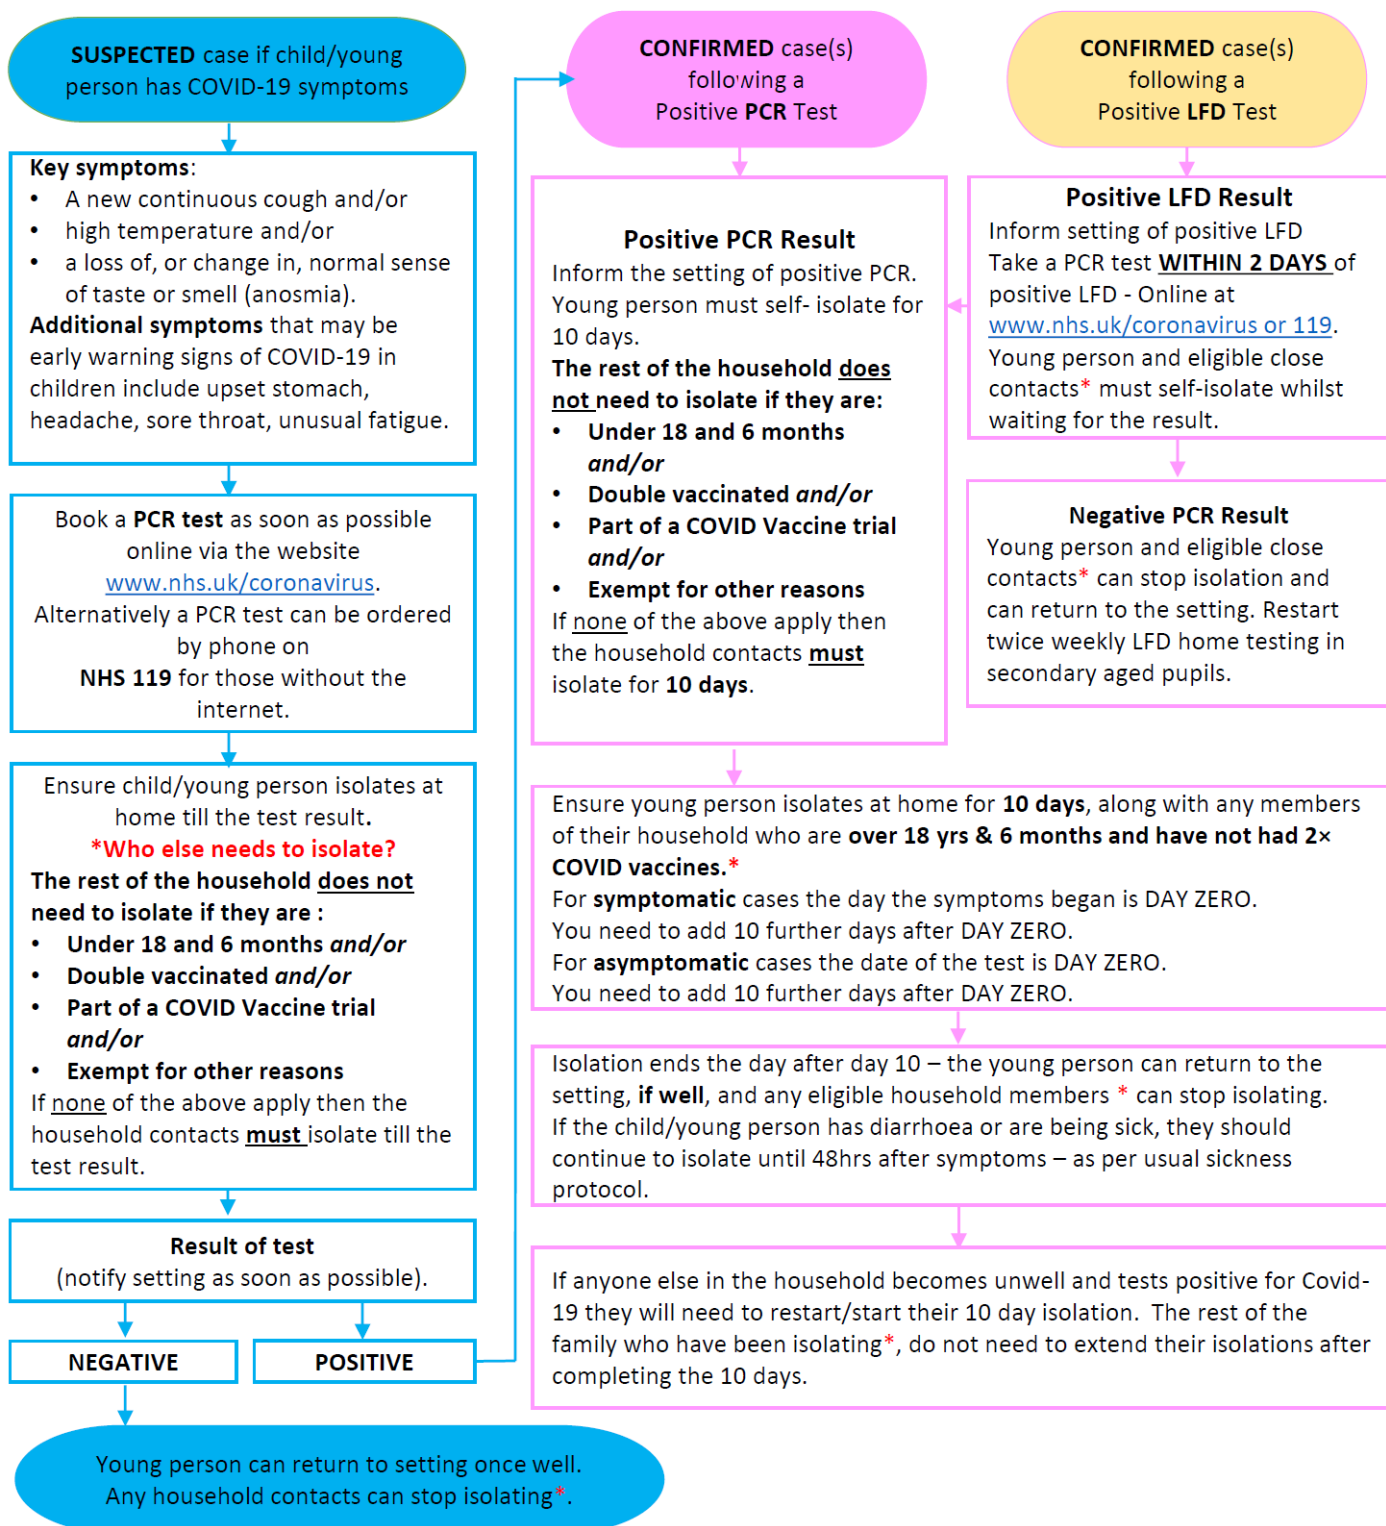 SUSPECTED case if child/young
person has COVID-19 symptoms
Key symptoms:
• A new continuous cough and/or
• high temperature and/or
• a loss of, or change in, normal sense
of taste or smell (anosmia).
Additional symptoms that may be
early warning signs of COVID-19 in
children include upset stomach,
headache, sore throat, unusual fatigue.
Book a PCR test as soon as possible
online via the website
www.nhs.uk/coronavirus.
Alternatively a PCR test can be ordered
by phone on
NHS 119 for those without the
internet.
Ensure child/young person isolates at
home till the test result.
*Who else needs to isolate?
The rest of the household does not
need to isolate if they are :
• Under 18 and 6 months and/or
• Double vaccinated and/or
• Part of a COVID Vaccine trial
and/or
• Exempt for other reasons
If none of the above apply then the
household contacts must isolate till the
test result.
Result of test
(notify setting as soon as possible).
NEGATIVE
POSITIVE
Young person can return to setting once well.
Any household contacts can stop isolating*.
CONFIRMED case(s)
following a
Positive PCR Test
Positive PCR Result
Inform the setting of positive PCR.
Young person must self- isolate for
10 days.
The rest of the household does
not need to isolate if they are:
• Under 18 and 6 months
and/or
• Double vaccinated and/or
• Part of a COVID Vaccine trial
and/or
• Exempt for other reasons
If none of the above apply then
the household contacts must
isolate for 10 days.
CONFIRMED case(s)
following a
Positive LFD Test
Positive LFD Result
Inform setting of positive LFD
Take a PCR test WITHIN 2 DAYS of
positive LFD - Online at
www.nhs.uk/coronavirus or 119.
Young person and eligible close
contacts* must self-isolate whilst
waiting for the result.
Negative PCR Result
Young person and eligible close
contacts* can stop isolation and
can return to the setting. Restart
twice weekly LFD home testing in
secondary aged pupils.
Ensure young person isolates at home for 10 days, along with any members
of their household who are over 18 yrs & 6 months and have not had 2×
COVID vaccines.*
For symptomatic cases the day the symptoms began is DAY ZERO.
You need to add 10 further days after DAY ZERO.
For asymptomatic cases the date of the test is DAY ZERO.
You need to add 10 further days after DAY ZERO.
Isolation ends the day after day 10 – the young person can return to the
setting, if well, and any eligible household members * can stop isolating.
If the child/young person has diarrhoea or are being sick, they should
continue to isolate until 48hrs after symptoms – as per usual sickness
protocol.
If anyone else in the household becomes unwell and tests positive for Covid-
19 they will need to restart/start their 10 day isolation. The rest of the
family who have been isolating*, do not need to extend their isolations after
completing the 10 days.